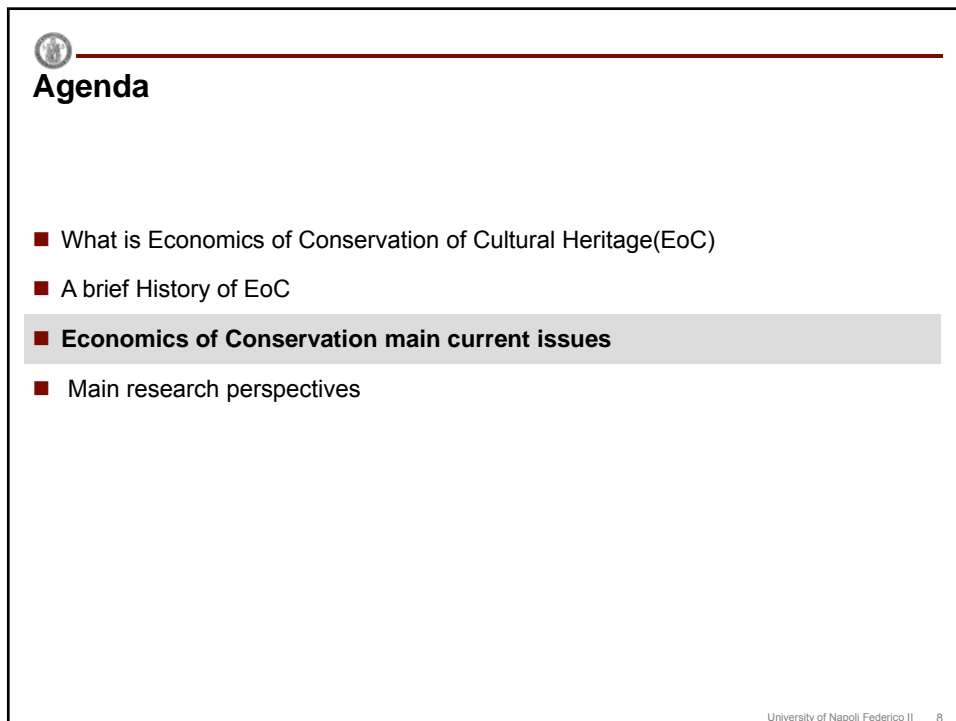 Agenda
What is Economics of Conservation of Cultural Heritage(EoC)
A brief History of EoC
Economics of Conservation main current issues
Main research perspectives
University of Napoli Federico II 8